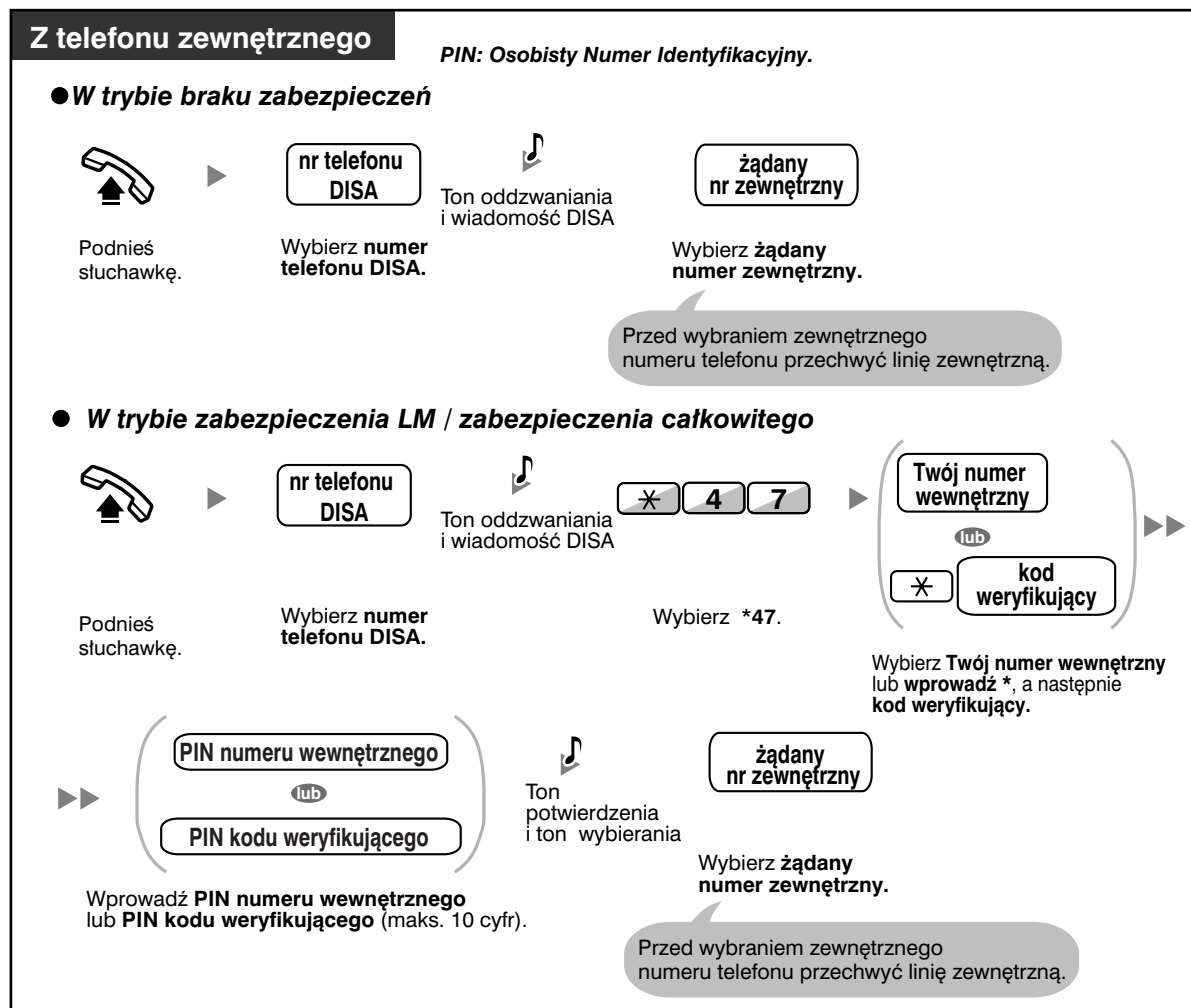 Z telefonu zewnętrznego
PIN: Osobisty Numer Identyfikacyjny.
●W trybie braku zabezpieczeń
nr telefonu
DISA
żądany
nr zewnętrzny
Ton oddzwaniania
i wiadomość DISA
Podnieś
słuchawkę.
Wybierz numer
telefonu DISA.
Wybierz żądany
numer zewnętrzny.
Przed wybraniem zewnętrznego
numeru telefonu przechwyć linię zewnętrzną.
● W trybie zabezpieczenia LM / zabezpieczenia całkowitego
nr telefonu
DISA
Ton oddzwaniania
i wiadomość DISA
* 4 7
Twój numer
wewnętrzny
lub
* kod
weryfikujący
Podnieś
słuchawkę.
Wybierz numer
telefonu DISA.
Wybierz *47.
Wybierz Twój numer wewnętrzny
lub wprowadź *, a następnie
kod weryfikujący.
PIN numeru wewnętrznego
lub
PIN kodu weryfikującego
Ton
potwierdzenia
i ton wybierania
żądany
nr zewnętrzny
Wprowadź PIN numeru wewnętrznego
lub PIN kodu weryfikującego (maks. 10 cyfr).
Wybierz żądany
numer zewnętrzny.
Przed wybraniem zewnętrznego
numeru telefonu przechwyć linię zewnętrzną.